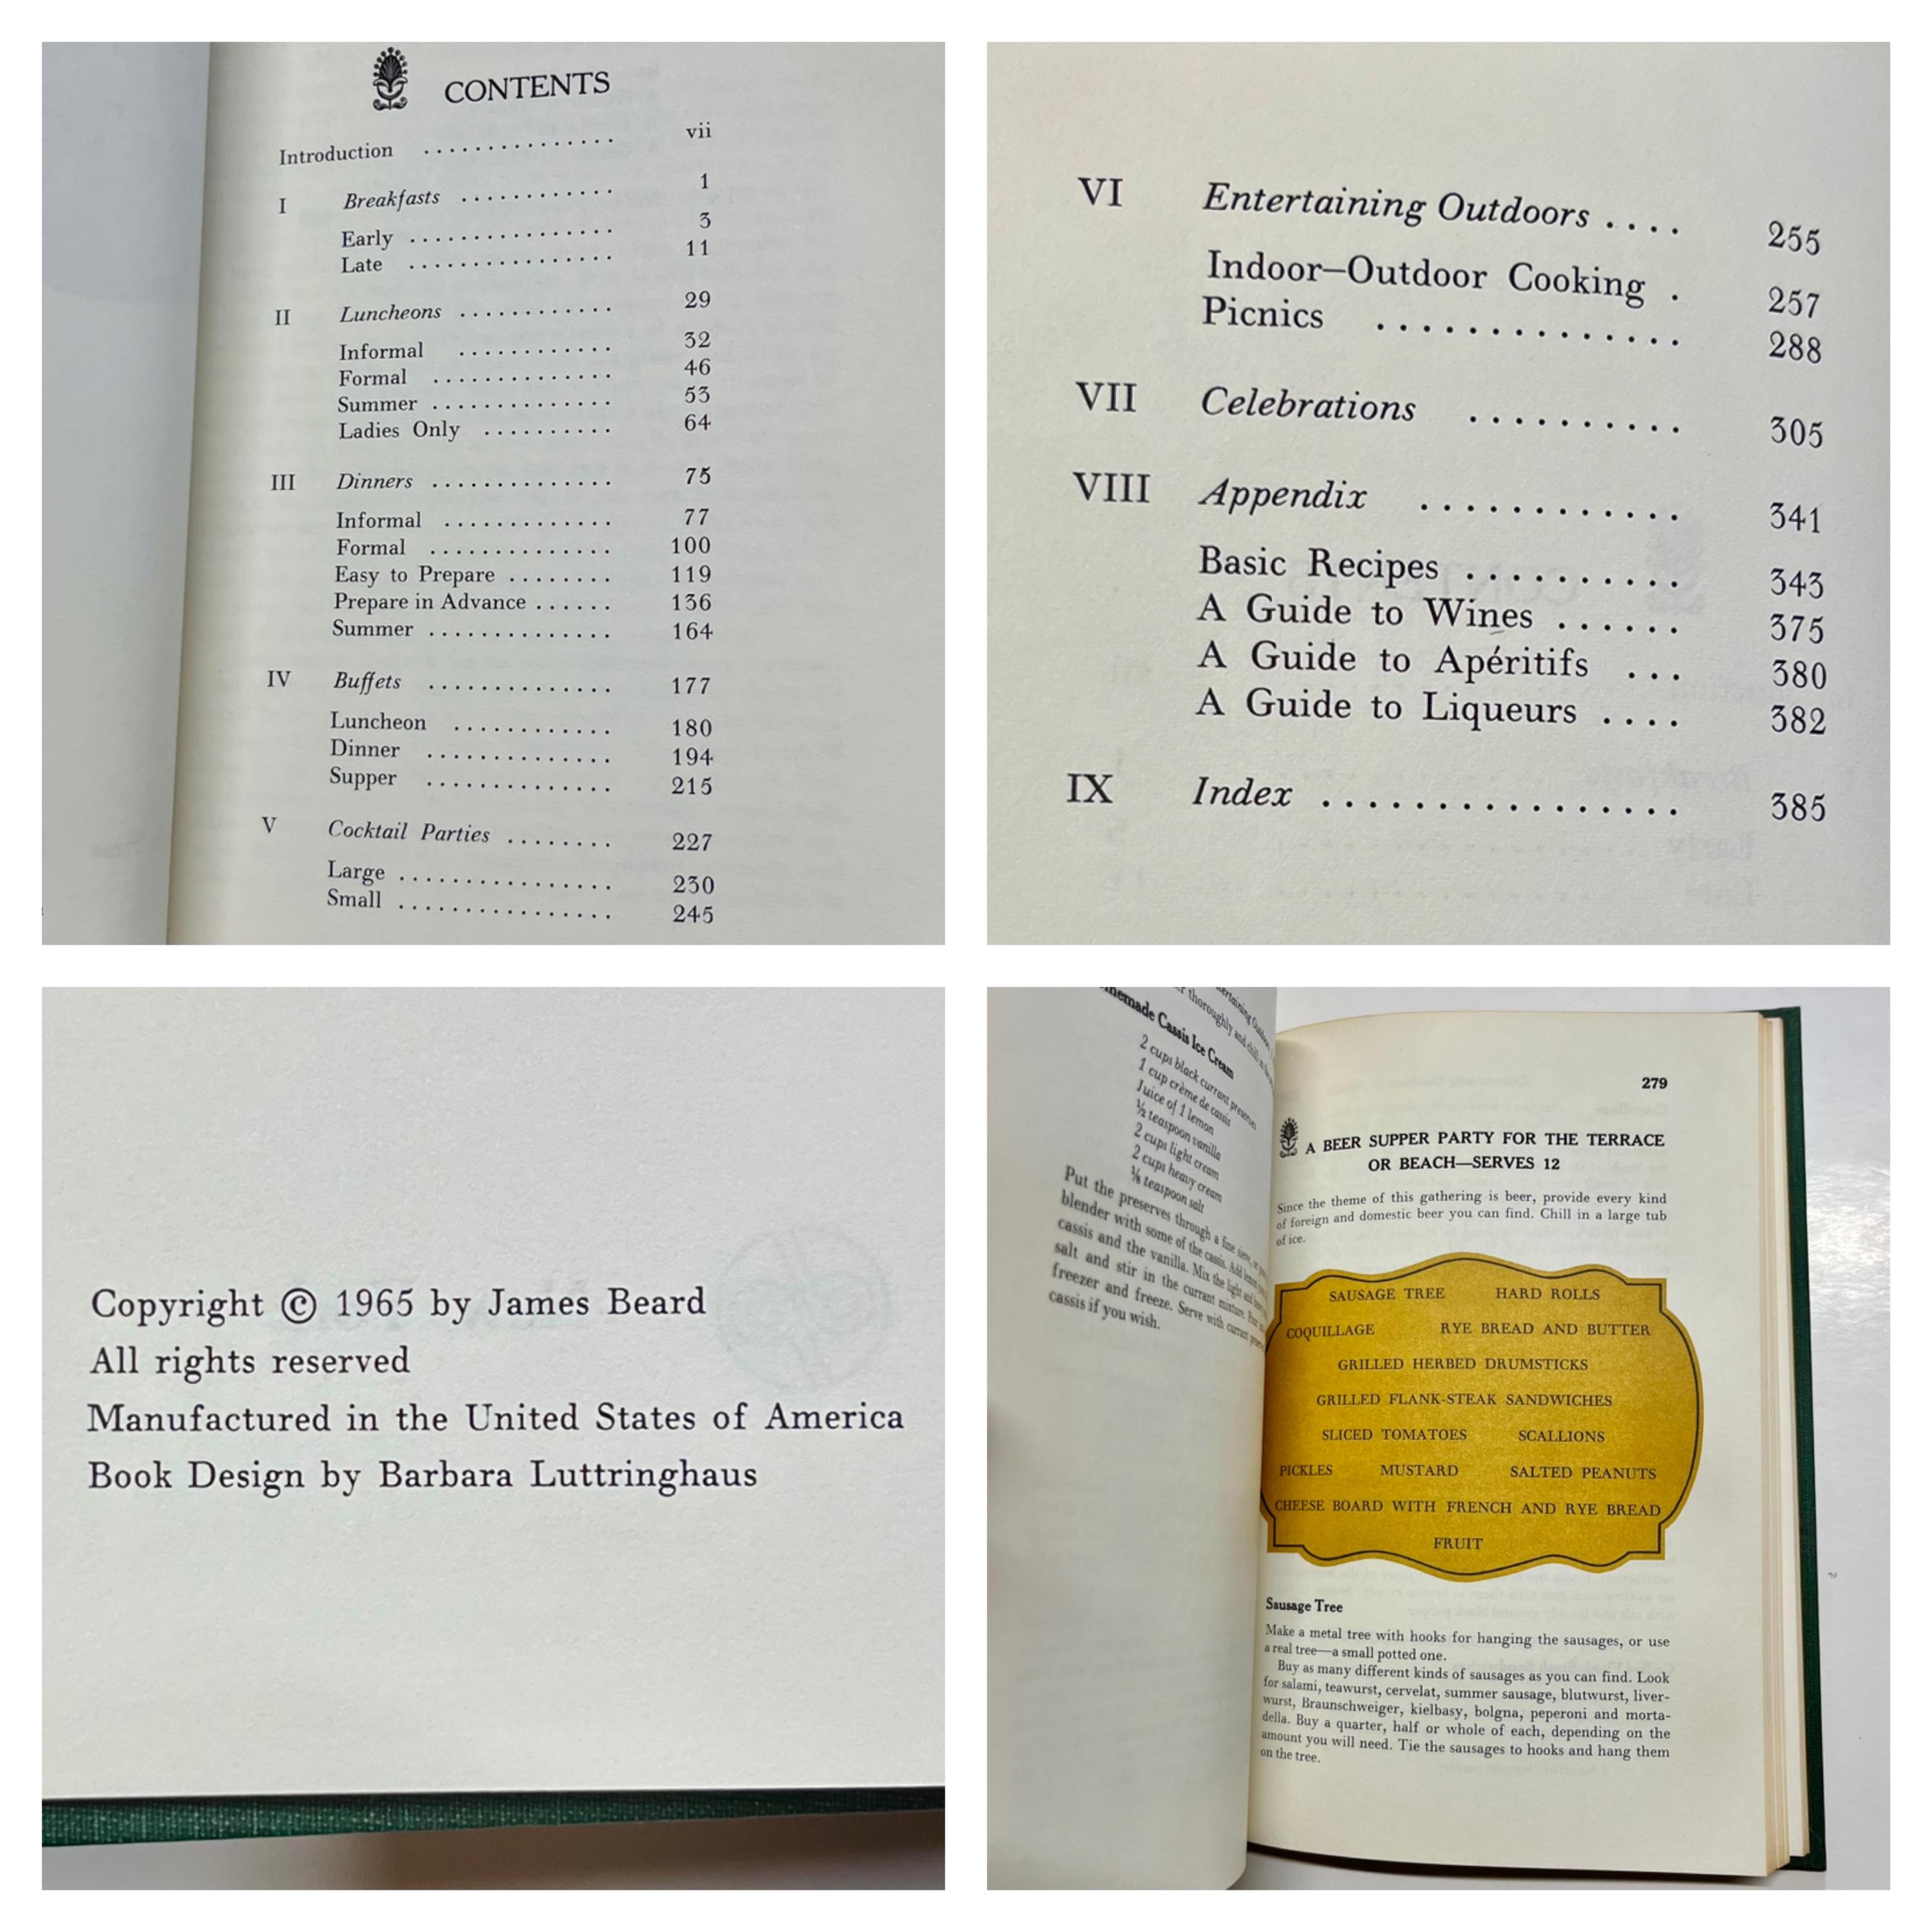 CONTENTS
Introduction ............... vii
I Breakfasts ............ 1
Early ................ 3
Late ................ 11
II Luncheons ............ 29
Informal ............ 32
Formal .............. 46
Summer .............. 53
Ladies Only .......... 64
III Dinners .............. 75
Informal ............. 77
Formal .............. 100
Easy to Prepare ........ 119
Prepare in Advance ...... 136
Summer .............. 164
IV Buffets .............. 177
Luncheon ............ 180
Dinner .............. 194
Supper .............. 215
V Cocktail Parties ........ 227
Large ................ 230
Small ................ 245
VI Entertaining Outdoors .... 255
Indoor–Outdoor Cooking . 257
Picnics .............. 288
VII Celebrations .......... 305
VIII Appendix ............ 341
Basic Recipes .......... 343
A Guide to Wines ...... 375
A Guide to Apéritifs ... 380
A Guide to Liqueurs .... 382
IX Index ................ 385
Copyright © 1965 by James Beard
All rights reserved
Manufactured in the United States of America
Book Design by Barbara Luttringhaus
thoroughly and chill in the
Cassis Ice Cream
2 cups black currant preserves
1 cup crème de cassis
Juice of 1 lemon
½ teaspoon vanilla
2 cups light cream
2 cups heavy cream
⅛ teaspoon salt
Put the preserves through a fine
blender with some of the cassis. Add
cassis and the vanilla. Mix the light and
salt and stir in the currant mixture. Pour
freezer and freeze. Serve with currant
cassis if you wish.
279
A BEER SUPPER PARTY FOR THE TERRACE
OR BEACH—SERVES 12
Since the theme of this gathering is beer, provide every kind
of foreign and domestic beer you can find. Chill in a large tub
of ice.
SAUSAGE TREE HARD ROLLS
COQUILLAGE RYE BREAD AND BUTTER
GRILLED HERBED DRUMSTICKS
GRILLED FLANK-STEAK SANDWICHES
SLICED TOMATOES SCALLIONS
PICKLES MUSTARD SALTED PEANUTS
CHEESE BOARD WITH FRENCH AND RYE BREAD
FRUIT
Sausage Tree
Make a metal tree with hooks for hanging the sausages, or use
a real tree—a small potted one.
Buy as many different kinds of sausages as you can find. Look
for salami, teawurst, cervelat, summer sausage, blutwurst, liver-
wurst, Braunschweiger, kielbasy, bolgna, peperoni and morta-
della. Buy a quarter, half or whole of each, depending on the
amount you will need. Tie the sausages to hooks and hang them
on the tree.